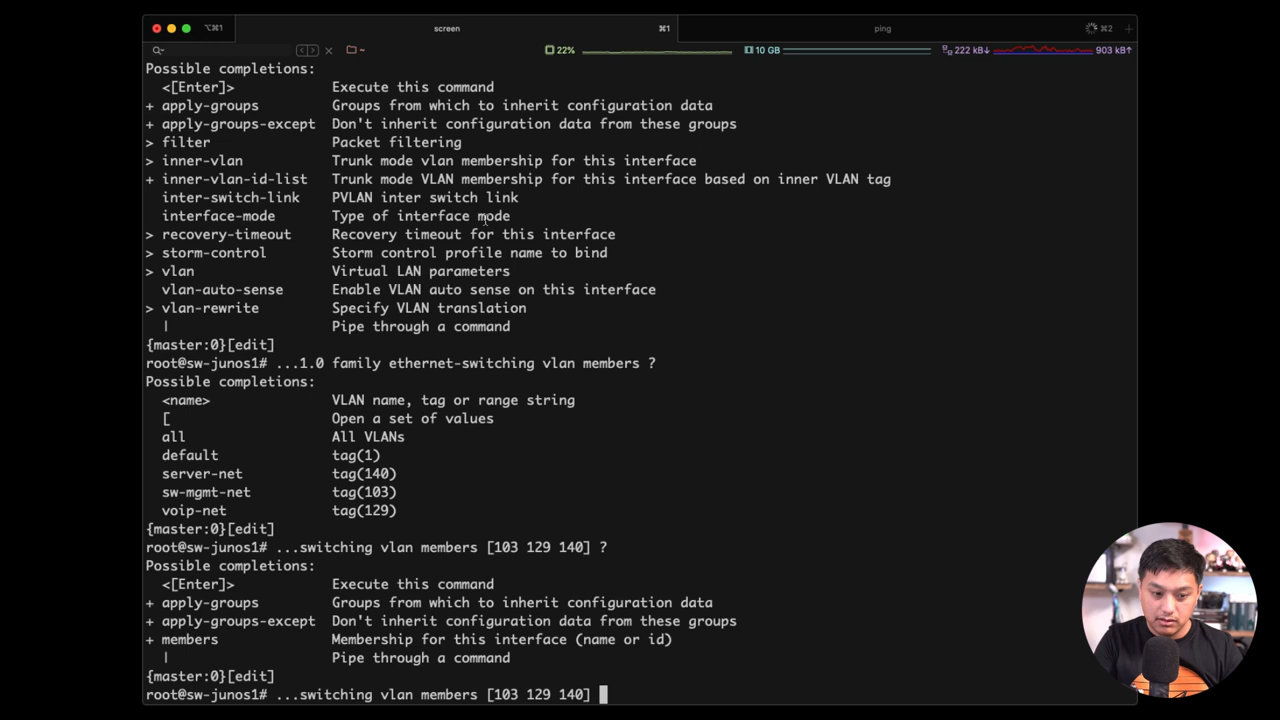 ⌥⌘1 screen ⌘1 ping ⌘2 +
~ 22% 10 GB 222 kB↓ 903 kB↑
Possible completions:
<[Enter]> Execute this command
+ apply-groups Groups from which to inherit configuration data
+ apply-groups-except Don't inherit configuration data from these groups
> filter Packet filtering
> inner-vlan Trunk mode vlan membership for this interface
+ inner-vlan-id-list Trunk mode VLAN membership for this interface based on inner VLAN tag
inter-switch-link PVLAN inter switch link
interface-mode Type of interface mode
> recovery-timeout Recovery timeout for this interface
> storm-control Storm control profile name to bind
> vlan Virtual LAN parameters
vlan-auto-sense Enable VLAN auto sense on this interface
> vlan-rewrite Specify VLAN translation
| Pipe through a command
{master:0}[edit]
root@sw-junos1# ...1.0 family ethernet-switching vlan members ?
Possible completions:
<name> VLAN name, tag or range string
[ Open a set of values
all All VLANs
default tag(1)
server-net tag(140)
sw-mgmt-net tag(103)
voip-net tag(129)
{master:0}[edit]
root@sw-junos1# ...switching vlan members [103 129 140] ?
Possible completions:
<[Enter]> Execute this command
+ apply-groups Groups from which to inherit configuration data
+ apply-groups-except Don't inherit configuration data from these groups
+ members Membership for this interface (name or id)
| Pipe through a command
{master:0}[edit]
root@sw-junos1# ...switching vlan members [103 129 140]